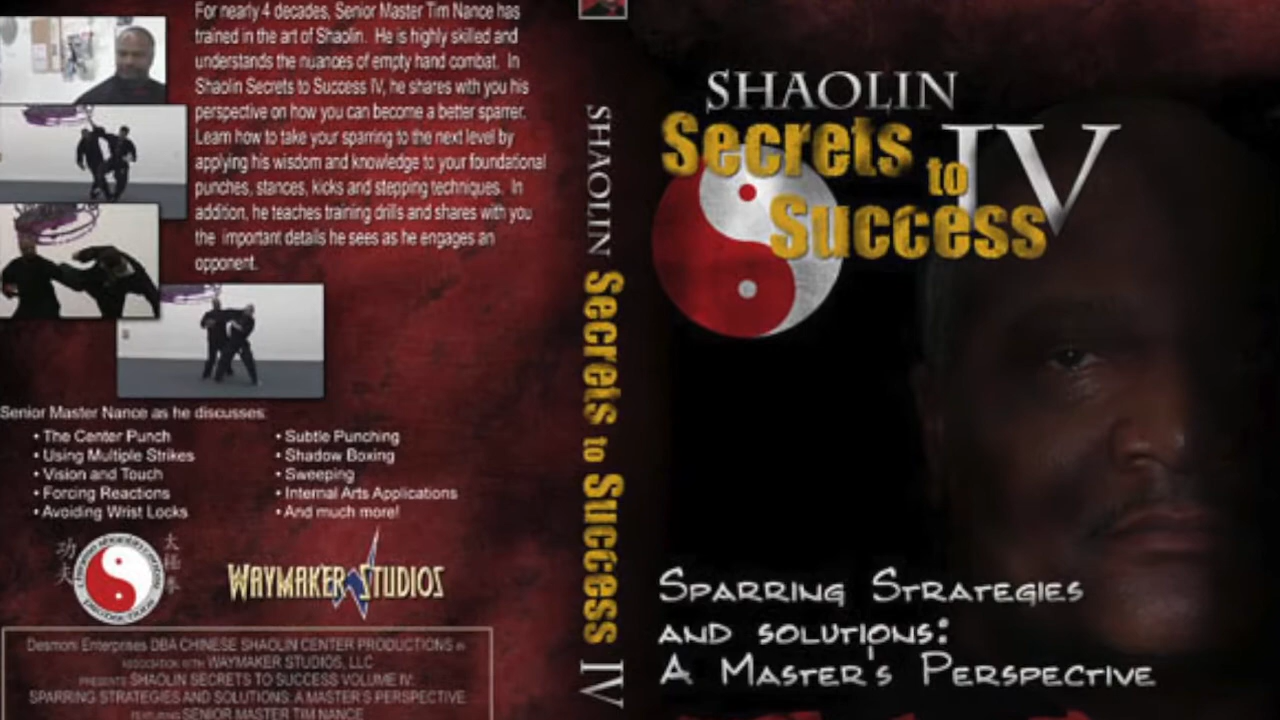 For nearly 4 decades, Senior Master Tim Nance has
trained in the art of Shaolin. He is highly skilled and
understands the nuances of empty hand combat. In
Shaolin Secrets to Success IV, he shares with you his
perspective on how you can become a better sparrer.
Learn how to take your sparring to the next level by
applying his wisdom and knowledge to your foundational
punches, stances, kicks and stepping techniques. In
addition, he teaches training drills and shares with you
the important details he sees as he engages an
opponent.
Senior Master Nance as he discusses:
• The Center Punch
• Using Multiple Strikes
• Vision and Touch
• Forcing Reactions
• Avoiding Wrist Locks
• Subtle Punching
• Shadow Boxing
• Sweeping
• Internal Arts Applications
• And much more!
功夫
太極拳
WAYMAKER STUDIOS
Desmoni Enterprises DBA CHINESE SHAOLIN CENTER PRODUCTIONS in
ASSOCIATION WITH WAYMAKER STUDIOS, LLC
PRESENTS SHAOLIN SECRETS TO SUCCESS VOLUME IV:
SPARRING STRATEGIES AND SOLUTIONS: A MASTER'S PERSPECTIVE
FEATURING SENIOR MASTER TIM NANCE
SHAOLIN Secrets to Success IV
SHAOLIN
Secrets to
Success IV
Sparring Strategies
and solutions:
A Master's Perspective